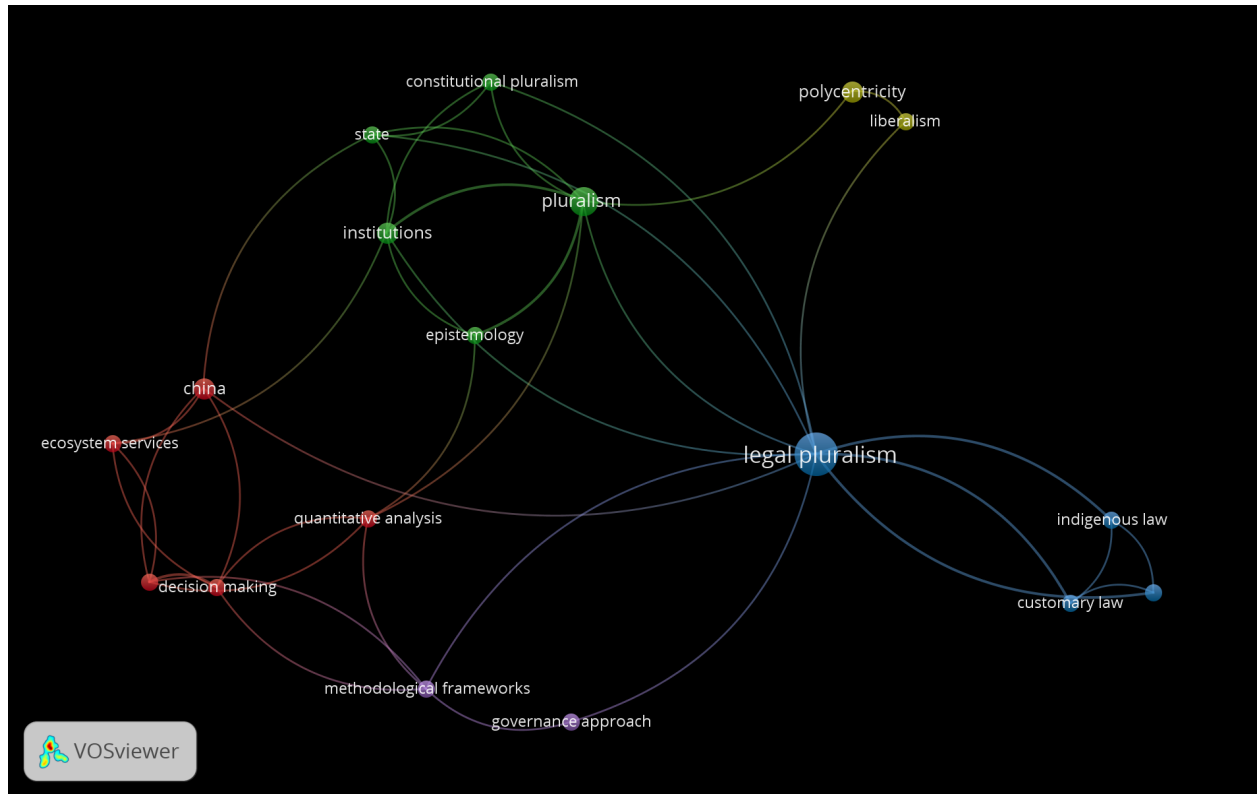 constitutional pluralism
polycentricity
liberalism
state
pluralism
institutions
epistemology
china
ecosystem services
legal pluralism
quantitative analysis
indigenous law
decision making
customary law
methodological frameworks
governance approach
VOSviewer